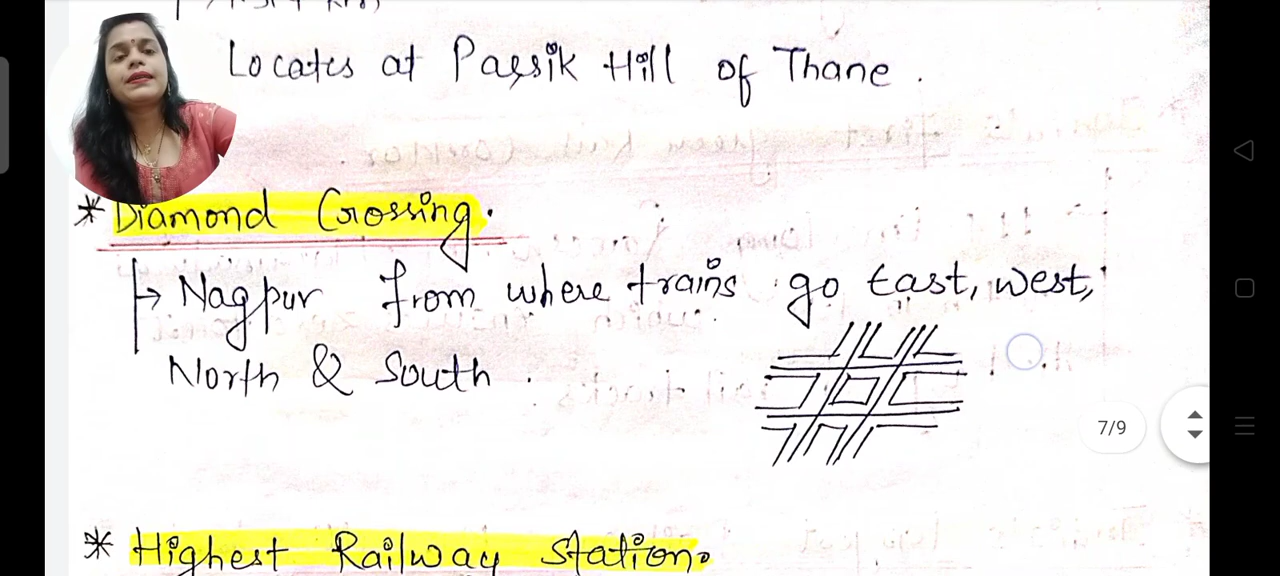 Locates at Parsik Hill of Thane.
* Diamond Crossing.
↳ Nagpur from where trains go East, west,
North & South.
7/9
* Highest Railway Station.